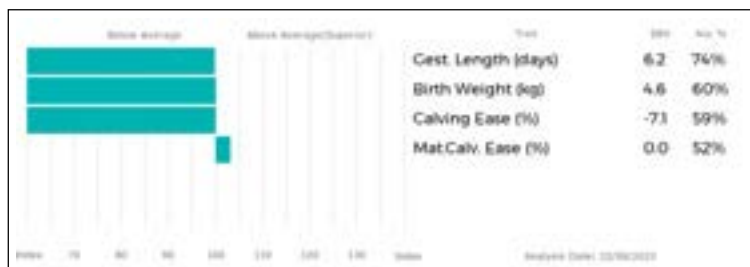 Below Average Above Average(Superior) Trait EBV Acc. %
Gest. Length (days) 6.2 74%
Birth Weight (kg) 4.6 60%
Calving Ease (%) -7.1 59%
Mat.Calv. Ease (%) 0.0 52%
Index 70 80 90 100 110 120 130 Index Analysis Date: